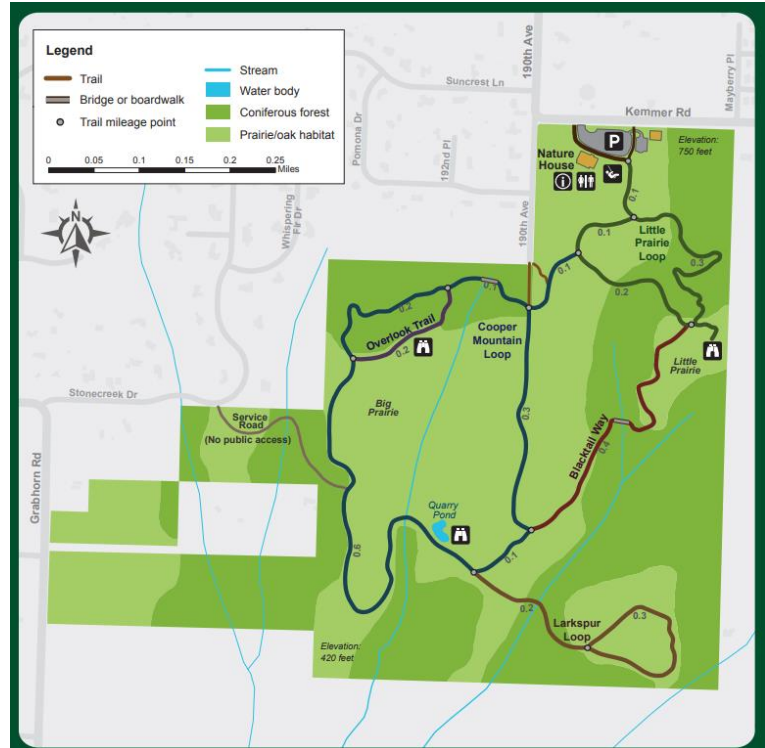 Legend
Trail
Bridge or boardwalk
Trail mileage point
Stream
Water body
Coniferous forest
Prairie/oak habitat
0 0.05 0.1 0.15 0.2 0.25
Miles
N
Suncrest Ln
190th Ave
Mayberry Pl
Kemmer Rd
Pomona Dr
192nd Pl
190th Ave
Whispering
Fir Dr
P
Elevation:
750 feet
Nature
House
i
0.1
0.1
Little
Prairie
Loop
0.3
0.1
0.2
0.1
0.2
Overlook Trail
0.2
Cooper
Mountain
Loop
Little
Prairie
Stonecreek Dr
Big
Prairie
0.3
Service
Road
(No public access)
Blacktail Way
0.4
Grabhorn Rd
Quarry
Pond
0.6
0.1
0.2
0.3
Larkspur
Loop
Elevation:
420 feet